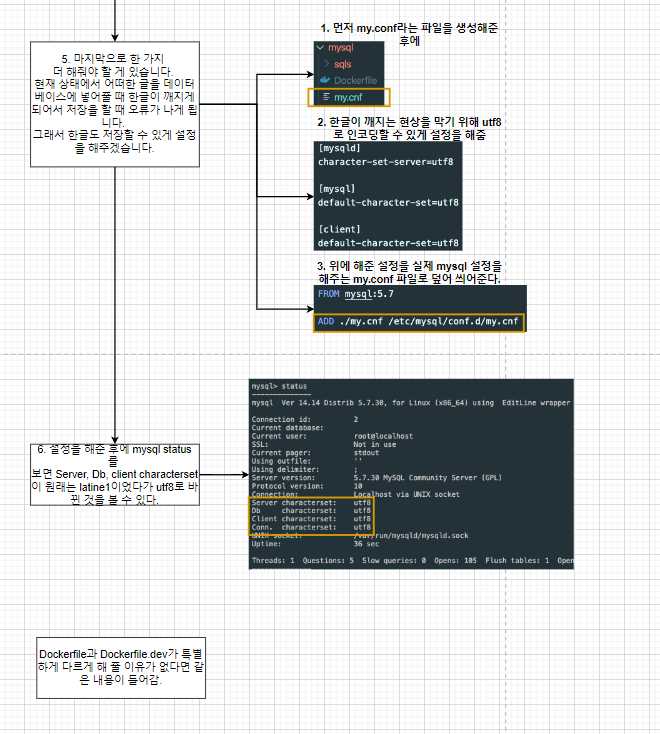 1. 먼저 my.conf라는 파일을 생성해준
후에
mysql
sqls
Dockerfile
my.cnf
5. 마지막으로 한 가지
더 해줘야 할 게 있습니다.
현재 상태에서 어떠한 글을 데이터
베이스에 넣어줄 때 한글이 깨지게
되어서 저장을 할 때 오류가 나게 됩
니다.
그래서 한글도 저장할 수 있게 설정
을 해주겠습니다.
2. 한글이 깨지는 현상을 막기 위해 utf8
로 인코딩할 수 있게 설정을 해줌
[mysqld]
character-set-server=utf8
[mysql]
default-character-set=utf8
[client]
default-character-set=utf8
3. 위에 해준 설정을 실제 mysql 설정을
해주는 my.conf 파일로 덮어 씌어준다.
FROM mysql:5.7
ADD ./my.cnf /etc/mysql/conf.d/my.cnf
6. 설정을 해준 후에 mysql status
를
보면 Server, Db, client characterset
이 원래는 latine1이었다가 utf8로 바
뀐 것을 볼 수 있다.
mysql> status
--------------
mysql  Ver 14.14 Distrib 5.7.30, for Linux (x86_64) using  EditLine wrapper
Connection id: 2
Current database:
Current user: root@localhost
SSL: Not in use
Current pager: stdout
Using outfile: ''
Using delimiter: ;
Server version: 5.7.30 MySQL Community Server (GPL)
Protocol version: 10
Connection: Localhost via UNIX socket
Server characterset: utf8
Db     characterset: utf8
Client characterset: utf8
Conn.  characterset: utf8
UNIX socket: /var/run/mysqld/mysqld.sock
Uptime: 36 sec
Threads: 1  Questions: 5  Slow queries: 0  Opens: 105  Flush tables: 1  Open
--------------
Dockerfile과 Dockerfile.dev가 특별
하게 다르게 해 줄 이유가 없다면 같
은 내용이 들어감.